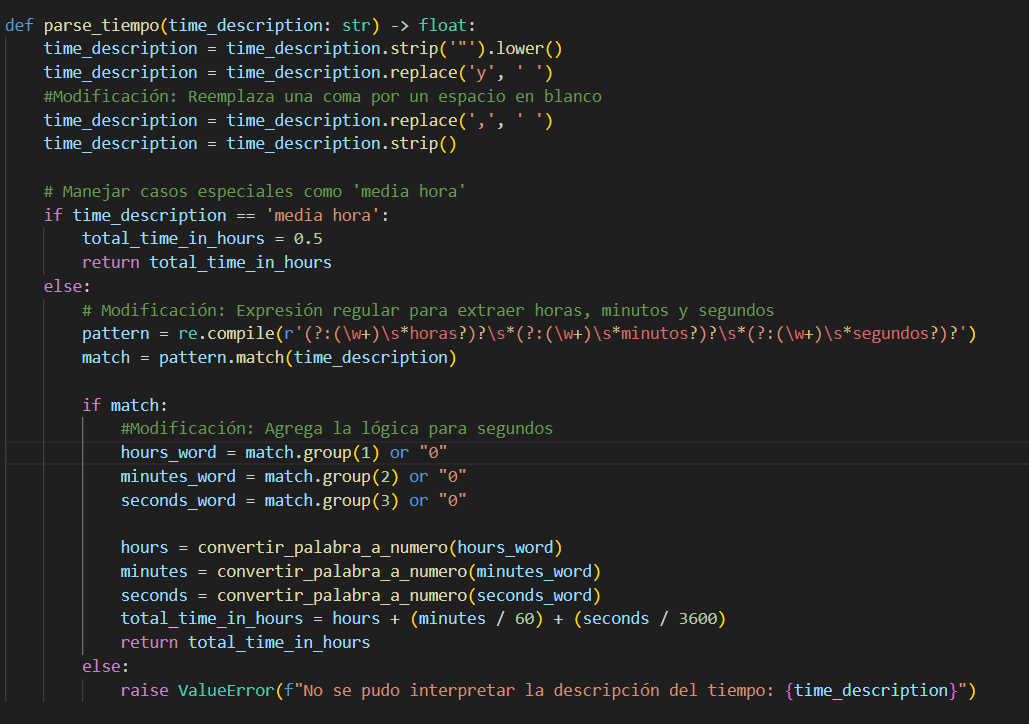 def parse_tiempo(time_description: str) -> float:
    time_description = time_description.strip('"').lower()
    time_description = time_description.replace('y', ' ')
    #Modificación: Reemplaza una coma por un espacio en blanco
    time_description = time_description.replace(',', ' ')
    time_description = time_description.strip()

    # Manejar casos especiales como 'media hora'
    if time_description == 'media hora':
        total_time_in_hours = 0.5
        return total_time_in_hours
    else:
        # Modificación: Expresión regular para extraer horas, minutos y segundos
        pattern = re.compile(r'(?:(\w+)\s*horas?)?\s*(?:(\w+)\s*minutos?)?\s*(?:(\w+)\s*segundos?)?')
        match = pattern.match(time_description)

        if match:
            #Modificación: Agrega la lógica para segundos
            hours_word = match.group(1) or "0"
            minutes_word = match.group(2) or "0"
            seconds_word = match.group(3) or "0"

            hours = convertir_palabra_a_numero(hours_word)
            minutes = convertir_palabra_a_numero(minutes_word)
            seconds = convertir_palabra_a_numero(seconds_word)
            total_time_in_hours = hours + (minutes / 60) + (seconds / 3600)
            return total_time_in_hours
        else:
            raise ValueError(f"No se pudo interpretar la descripción del tiempo: {time_description}")